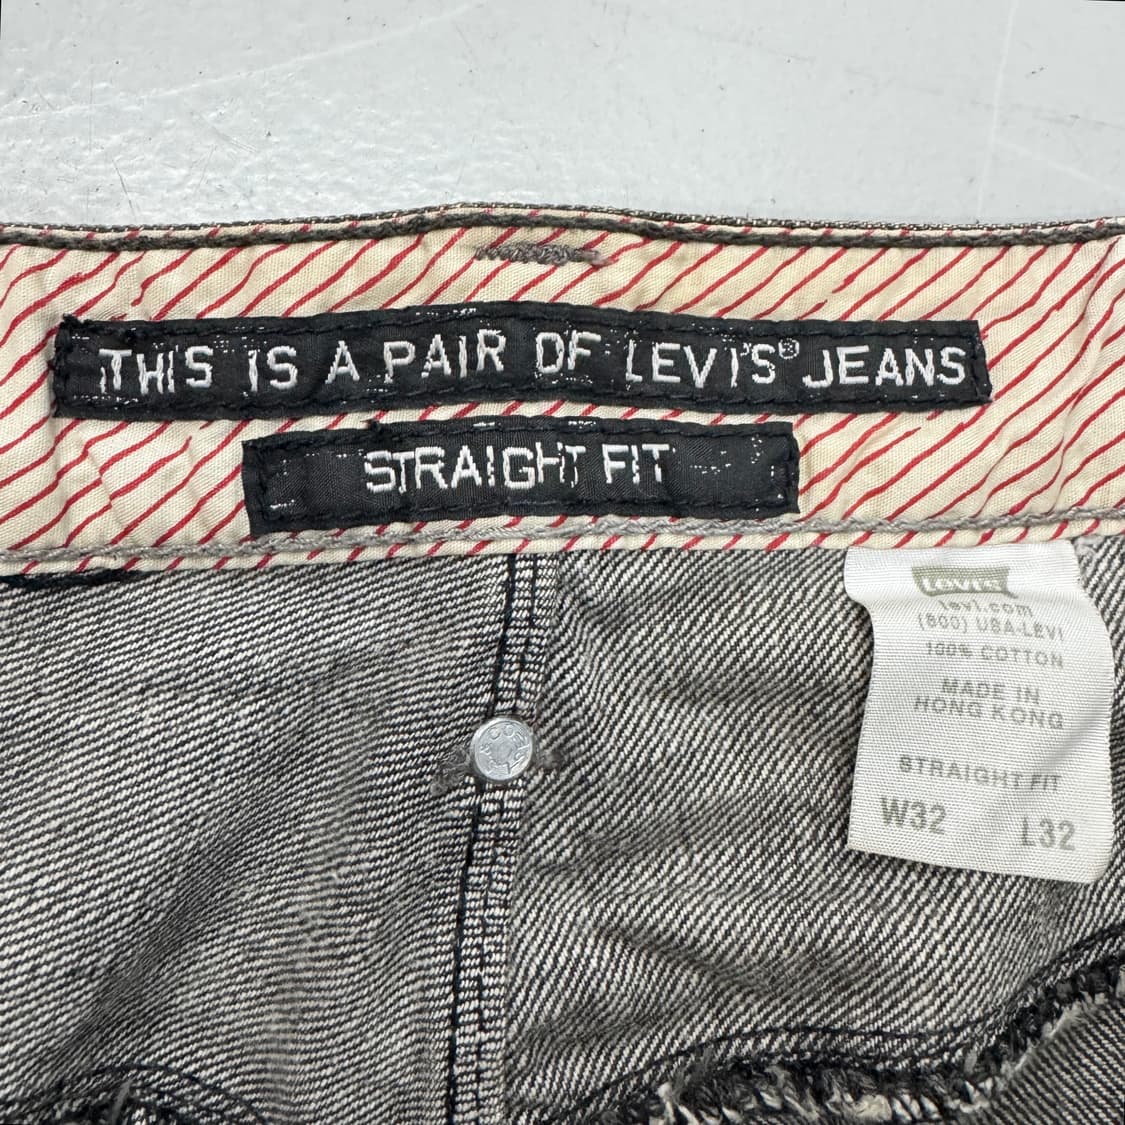 THIS IS A PAIR OF LEVI'S® JEANS
STRAIGHT FIT
LEVI'S
levi.com
(800) USA-LEVI
100% COTTON
MADE IN
HONG KONG
STRAIGHT FIT
W32 L32